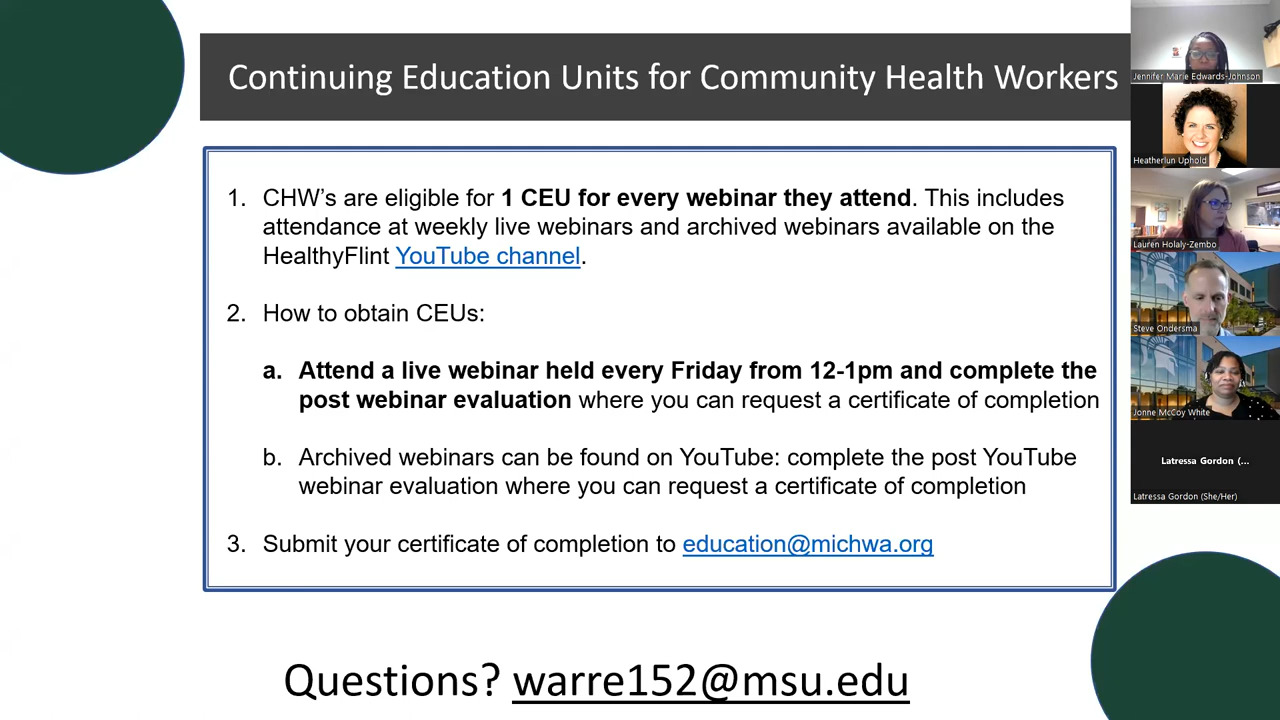 Continuing Education Units for Community Health Workers
1. CHW's are eligible for 1 CEU for every webinar they attend. This includes
attendance at weekly live webinars and archived webinars available on the
HealthyFlint YouTube channel.
2. How to obtain CEUs:
a. Attend a live webinar held every Friday from 12-1pm and complete the
post webinar evaluation where you can request a certificate of completion
b. Archived webinars can be found on YouTube: complete the post YouTube
webinar evaluation where you can request a certificate of completion
3. Submit your certificate of completion to education@michwa.org
Questions? warre152@msu.edu
Jennifer Marie Edwards-Johnson
Heatherlun Uphold
Lauren Holaly-Zembo
Steve Ondersma
Jonne McCoy White
Latressa Gordon (...
Latressa Gordon (She/Her)